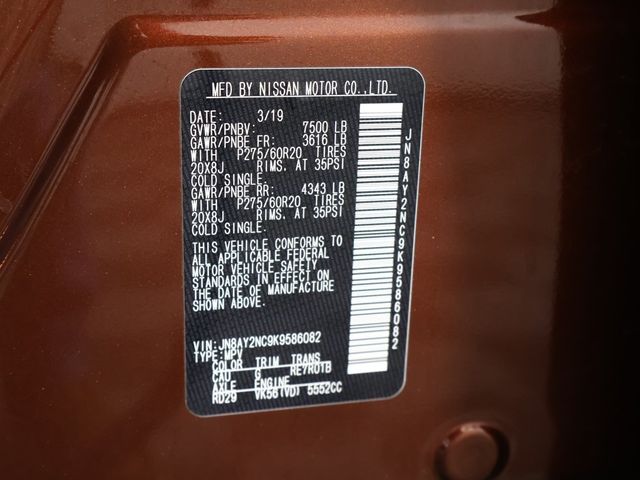 MFD BY NISSAN MOTOR CO.,LTD.
DATE: 3/19
GVWR/PNBV: 7500 LB
GAWR/PNBE FR: 3616 LB
WITH P275/60R20 TIRES
20X8J RIMS, AT 35PSI
COLD SINGLE.
GAWR/PNBE RR: 4343 LB
WITH P275/60R20 TIRES
20X8J RIMS, AT 35PSI
COLD SINGLE.
THIS VEHICLE CONFORMS TO
ALL APPLICABLE FEDERAL
MOTOR VEHICLE SAFETY
STANDARDS IN EFFECT ON
THE DATE OF MANUFACTURE
SHOWN ABOVE.
VIN:JN8AY2NC9K9586082
TYPE:MPV
COLOR TRIM TRANS
CAU G RE7R01B
AXLE ENGINE
RD29 VK56(VD) 5552CC
JN8AY2NC9K9586082